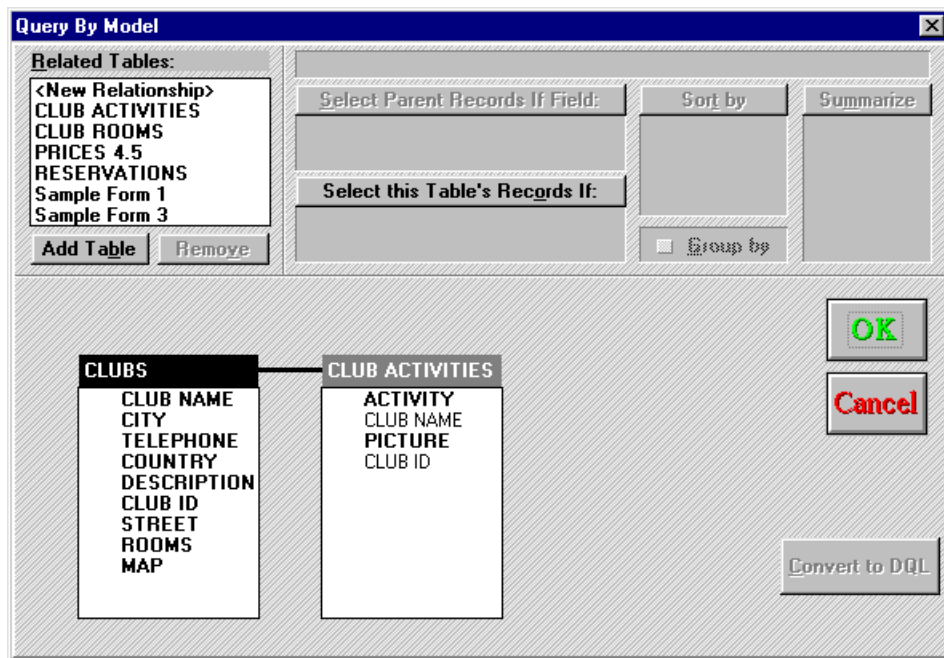 Query By Model
Related Tables:
<New Relationship>
CLUB ACTIVITIES
CLUB ROOMS
PRICES 4.5
RESERVATIONS
Sample Form 1
Sample Form 3
Add Table
Remove
Select Parent Records If Field:
Sort by
Summarize
Select this Table's Records If:
Group by
OK
Cancel
CLUBS
CLUB NAME
CITY
TELEPHONE
COUNTRY
DESCRIPTION
CLUB ID
STREET
ROOMS
MAP
CLUB ACTIVITIES
ACTIVITY
CLUB NAME
PICTURE
CLUB ID
Convert to DQL